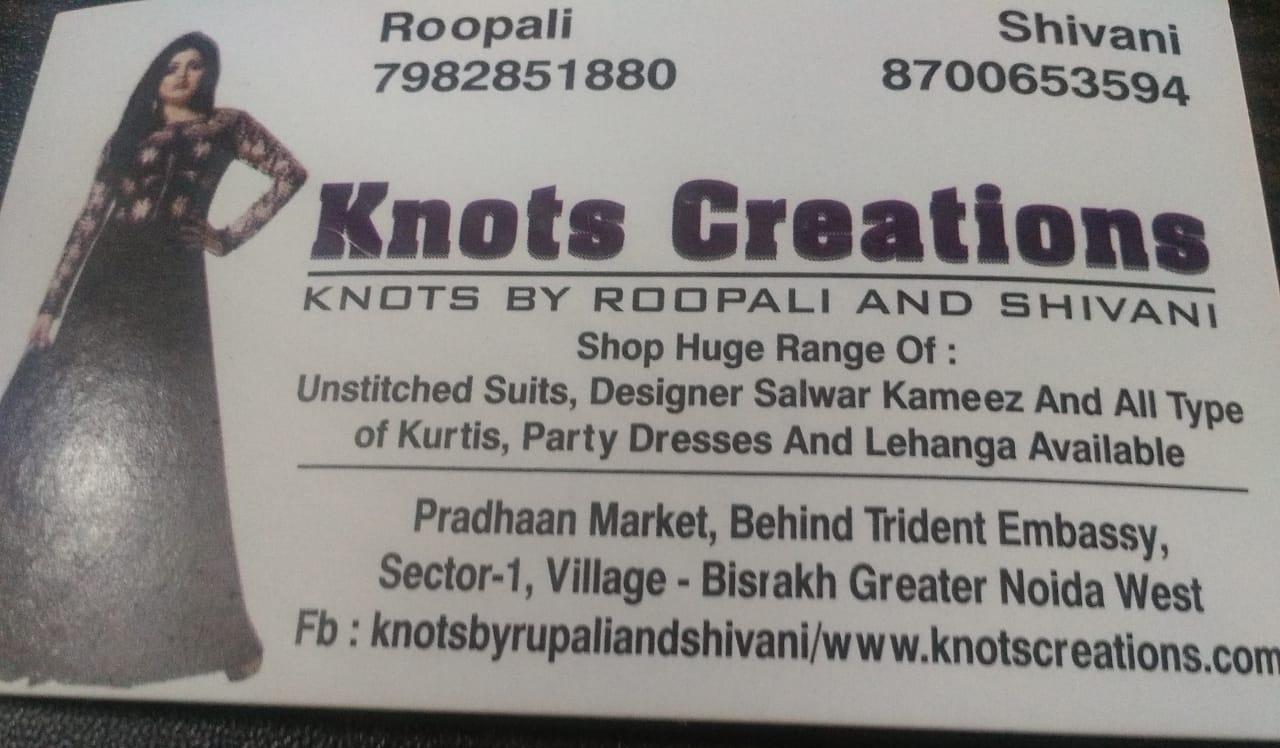 Roopali
7982851880
Shivani
8700653594
Knots Creations
KNOTS BY ROOPALI AND SHIVANI
Shop Huge Range Of :
Unstitched Suits, Designer Salwar Kameez And All Type
of Kurtis, Party Dresses And Lehanga Available
Pradhaan Market, Behind Trident Embassy,
Sector-1, Village - Bisrakh Greater Noida West
Fb : knotsbyrupaliandshivani/www.knotscreations.com